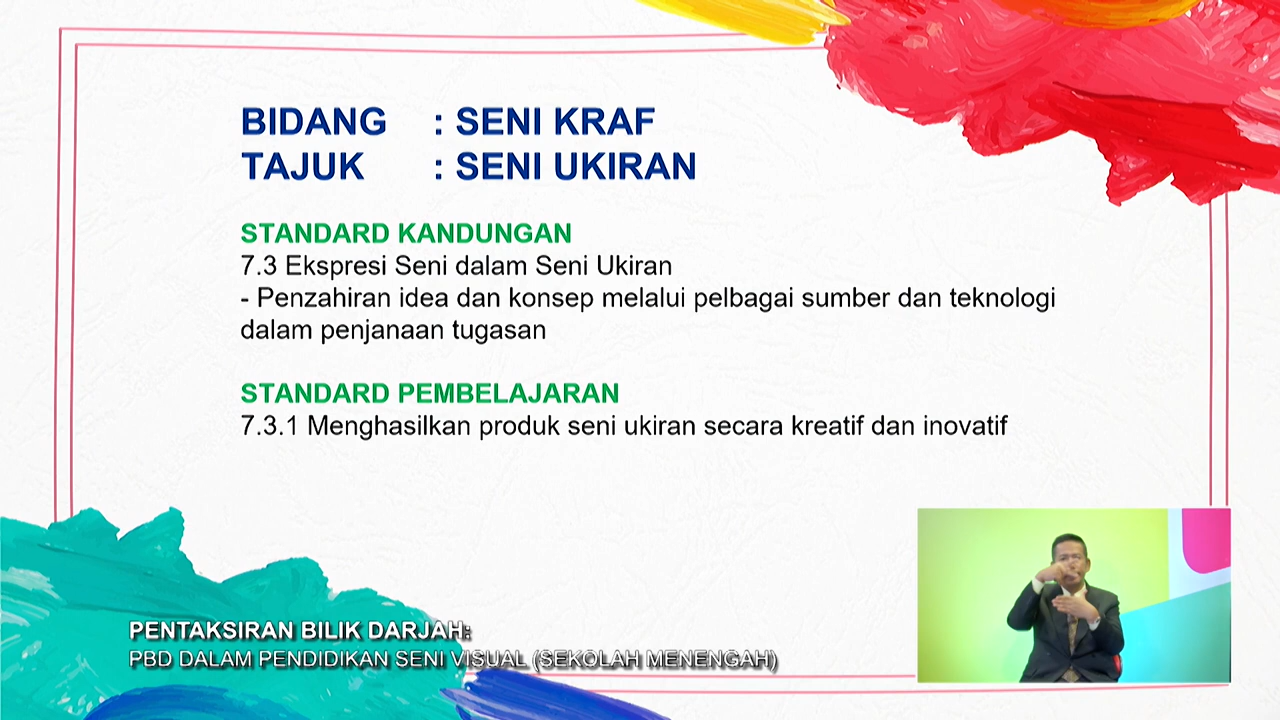 BIDANG : SENI KRAF
TAJUK : SENI UKIRAN
STANDARD KANDUNGAN
7.3 Ekspresi Seni dalam Seni Ukiran
- Penzahiran idea dan konsep melalui pelbagai sumber dan teknologi
dalam penjanaan tugasan
STANDARD PEMBELAJARAN
7.3.1 Menghasilkan produk seni ukiran secara kreatif dan inovatif
PENTAKSIRAN BILIK DARJAH:
PBD DALAM PENDIDIKAN SENI VISUAL (SEKOLAH MENENGAH)